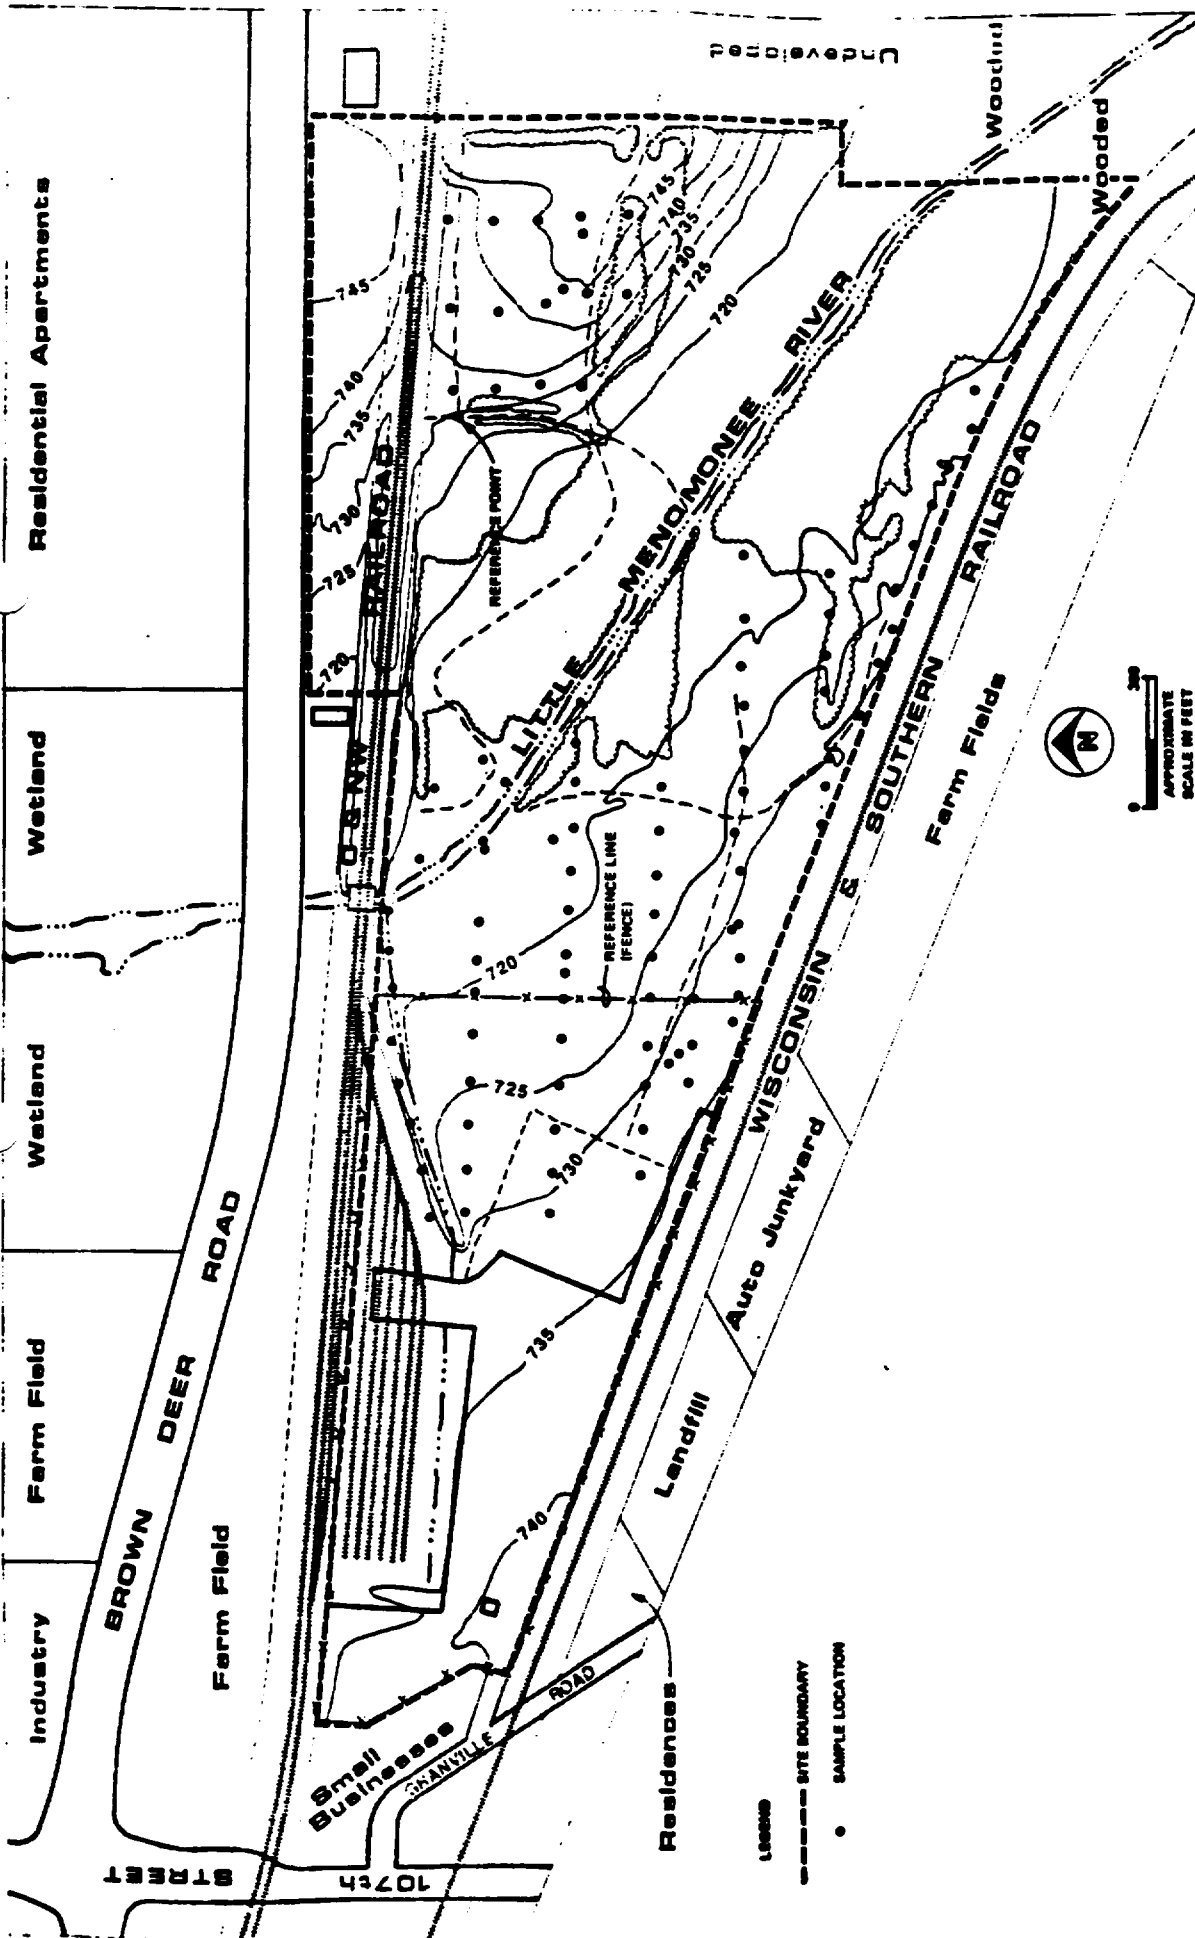 Industry
Farm Field
Wetland
Wetland
Residential Apartments
BROWN DEER ROAD
Farm Field
107th
STREET
Small
Businesses
GRANVILLE
ROAD
C & NW
RAILROAD
720
725
730
735
740
745
745
740
735
730
725
720
REFERENCE POINT
LITTLE MENOMONEE RIVER
REFERENCE LINE
(FENCE)
720
725
730
735
740
WISCONSIN & SOUTHERN RAILROAD
Undeveloped
Wooded
Wooded
Residences
Landfill
Auto Junkyard
Farm Fields
N
0
APPROXIMATE
SCALE IN FEET
LEGEND
SITE BOUNDARY
SAMPLE LOCATION